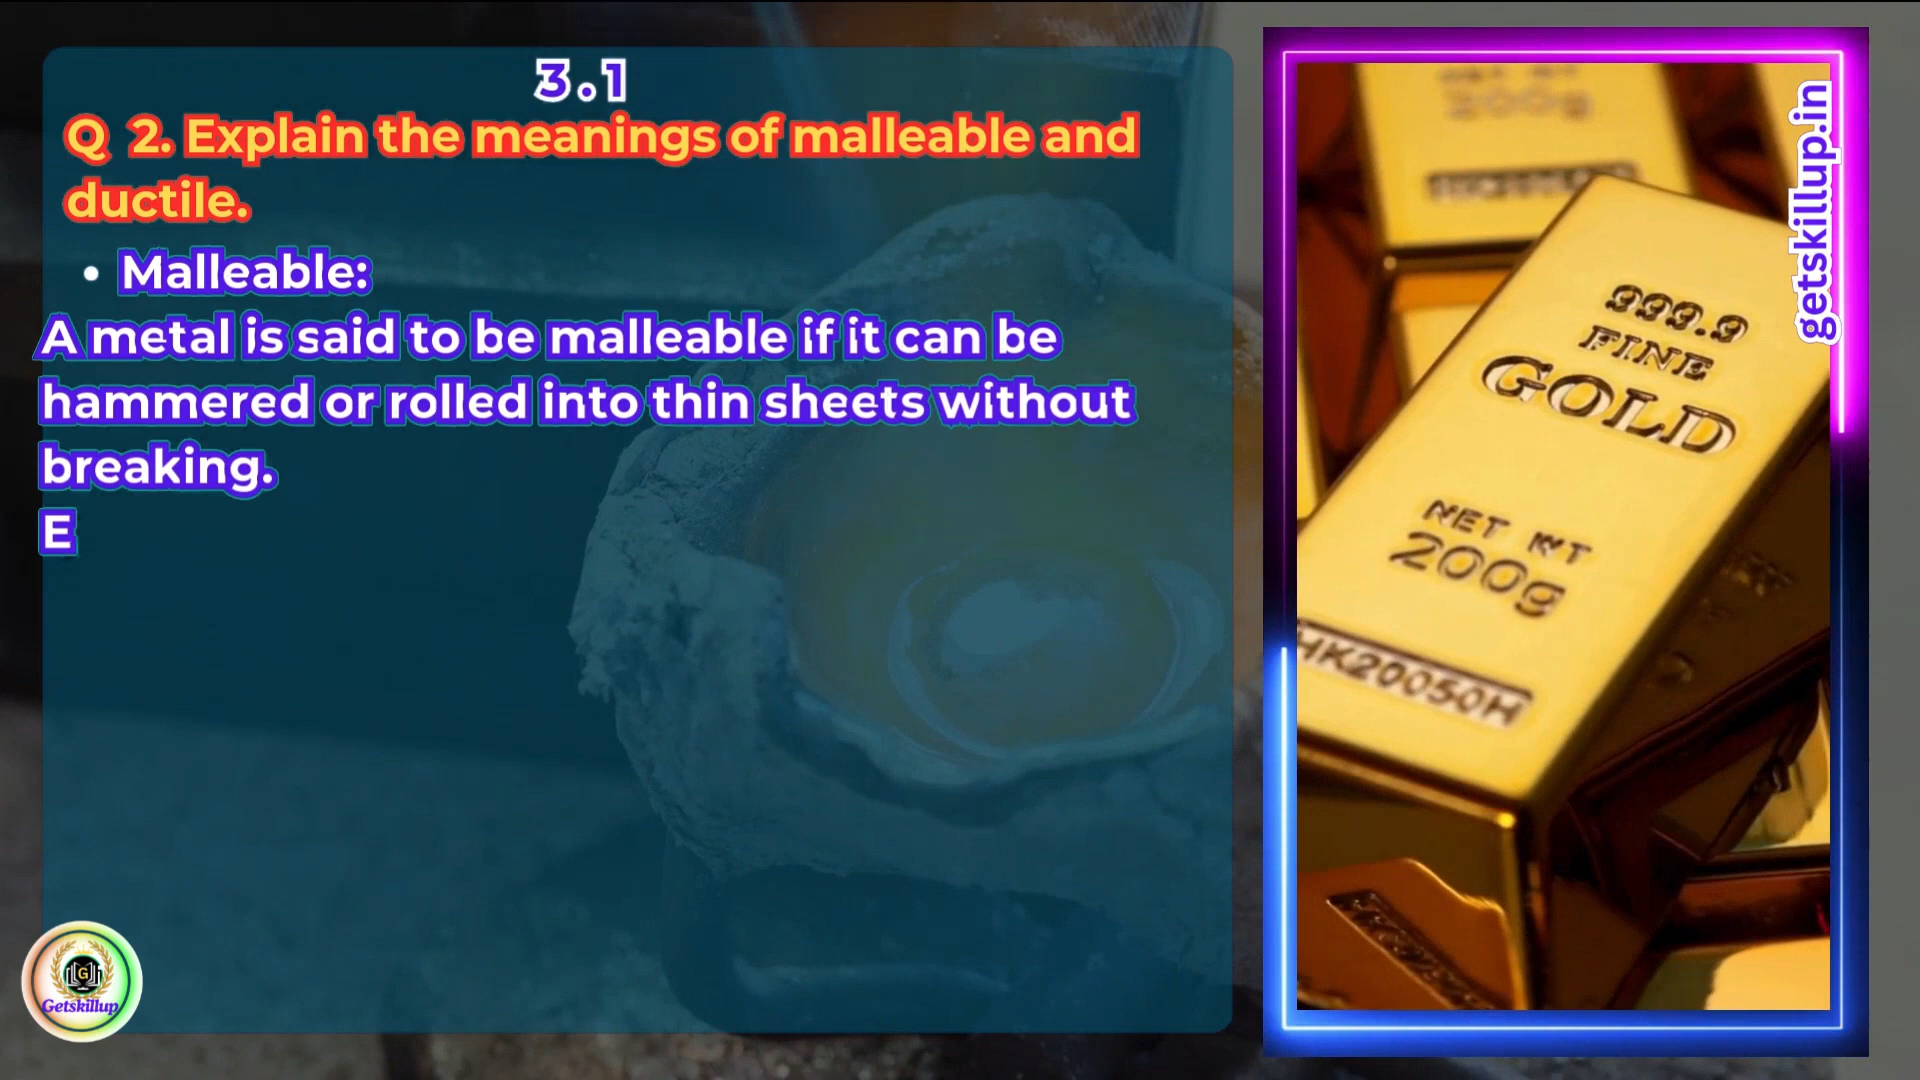 3.1
Q 2. Explain the meanings of malleable and
ductile.
• Malleable:
A metal is said to be malleable if it can be
hammered or rolled into thin sheets without
breaking.
E
getskillup.in
200g
999.9
FINE
GOLD
NET WT
200g
HK20050H
G
Getskillup